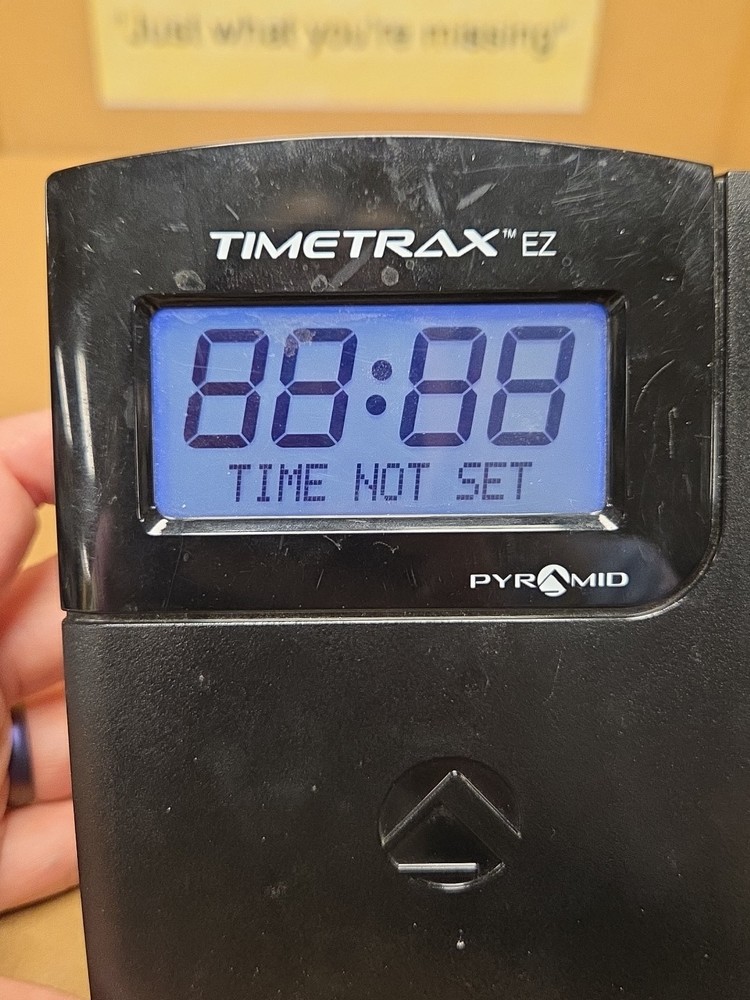 "Just what you're missing"
TIMETRAX™ EZ
88:88
TIME NOT SET
PYRAMID